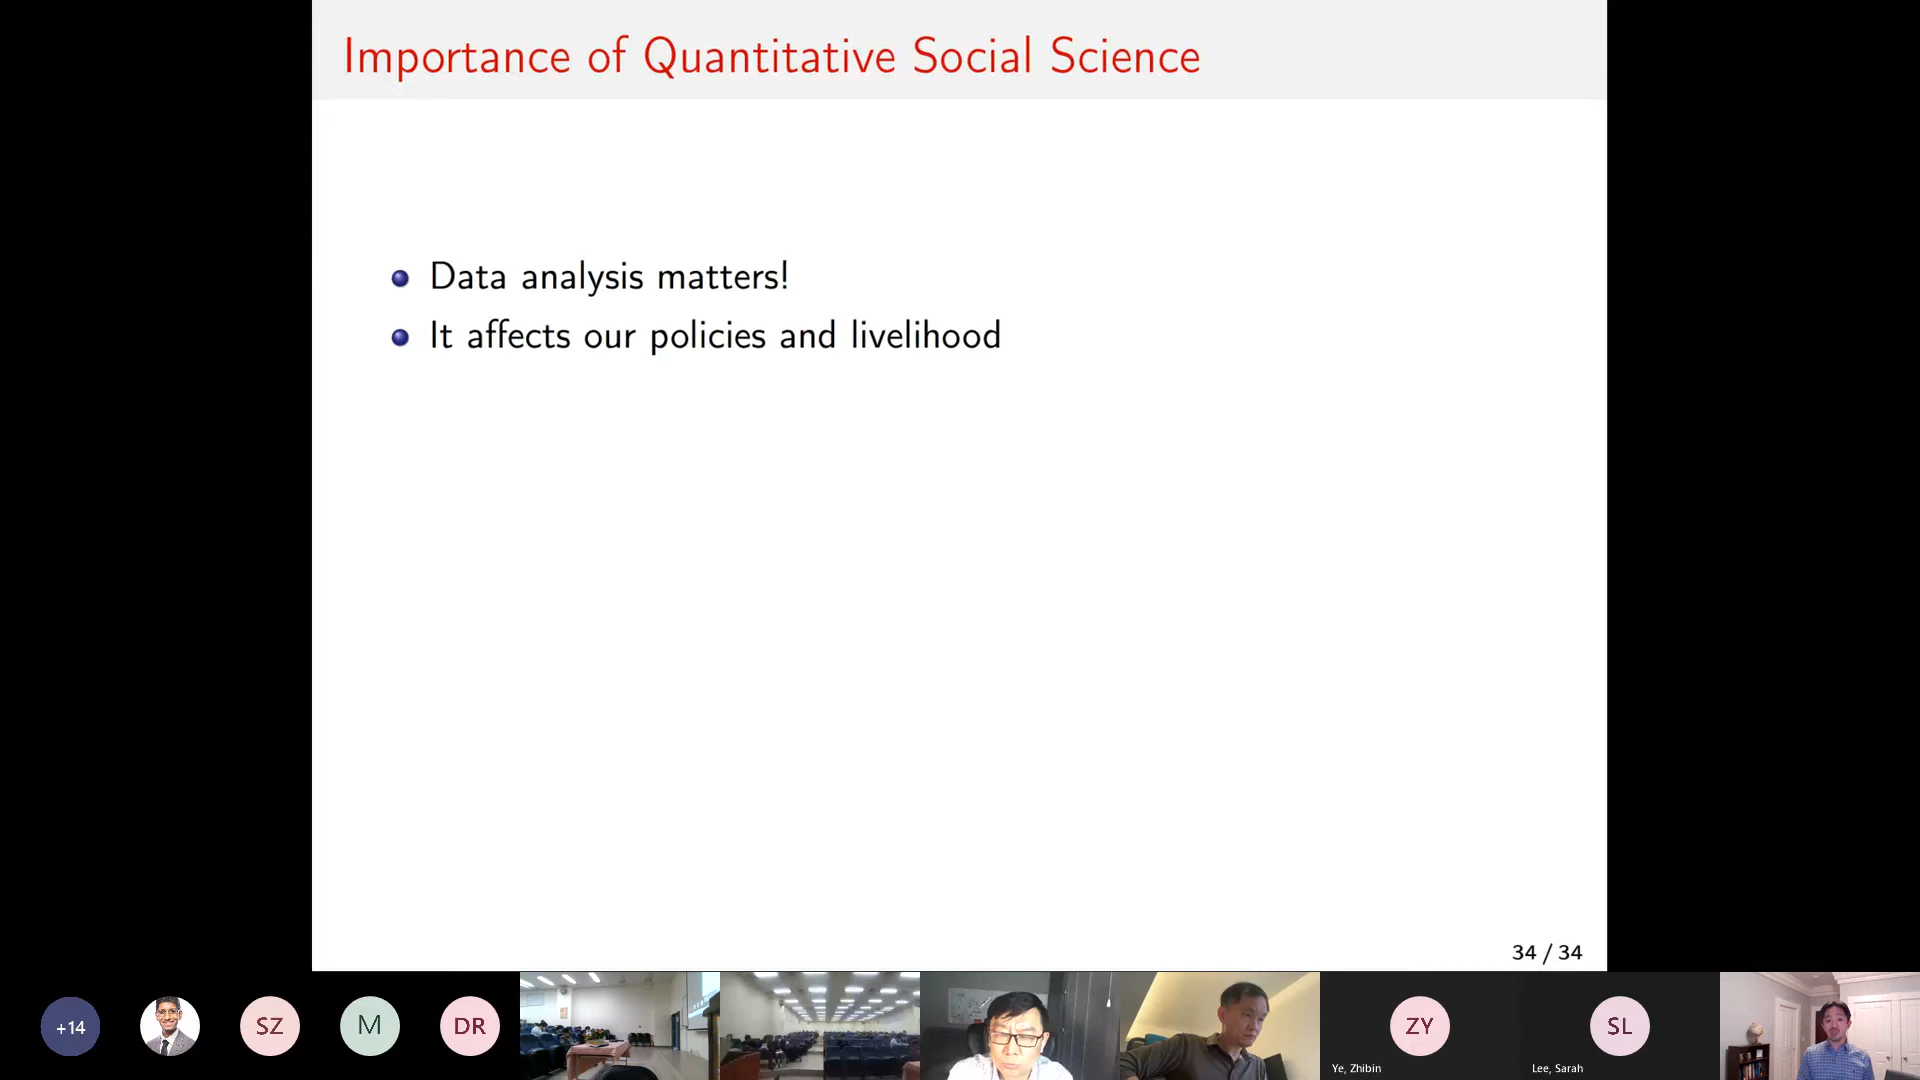 Importance of Quantitative Social Science
Data analysis matters!
It affects our policies and livelihood
34 / 34
+14
SZ
M
DR
ZY
Ye, Zhibin
SL
Lee, Sarah